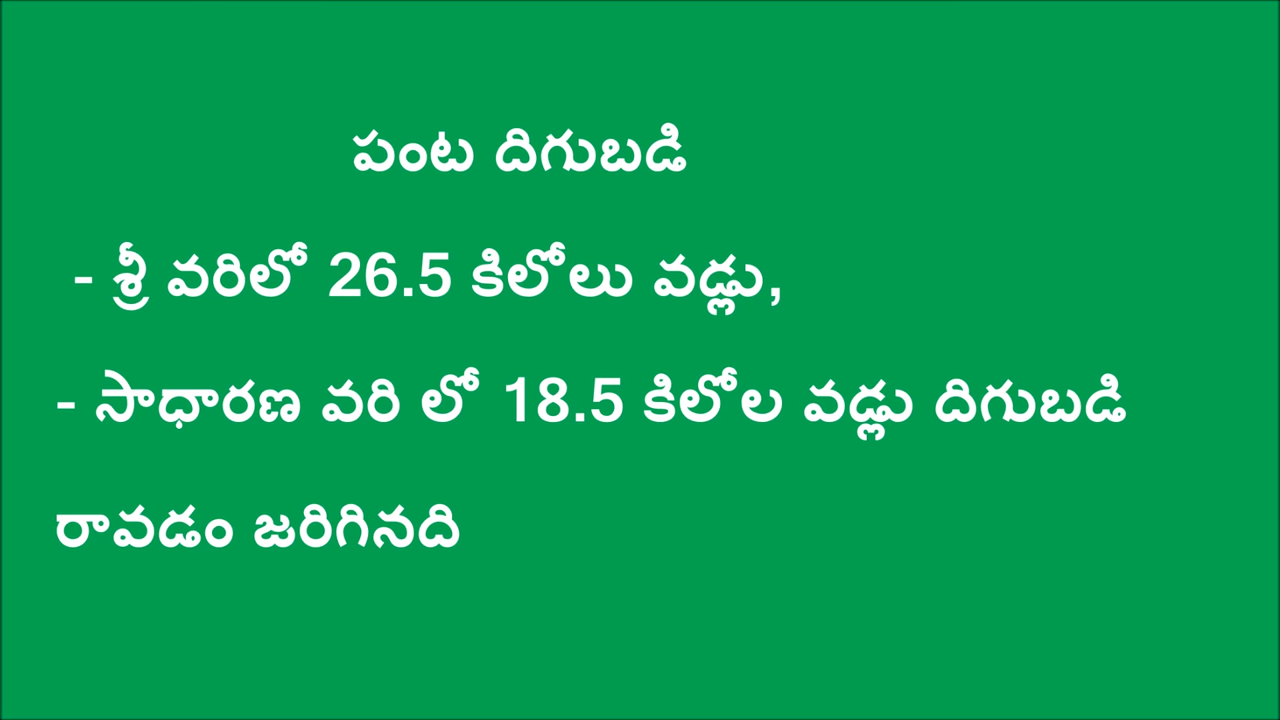 పంట దిగుబడి
- శ్రీ వరిలో 26.5 కిలోలు వడ్లు,
- సాధారణ వరి లో 18.5 కిలోల వడ్లు దిగుబడి
రావడం జరిగినది